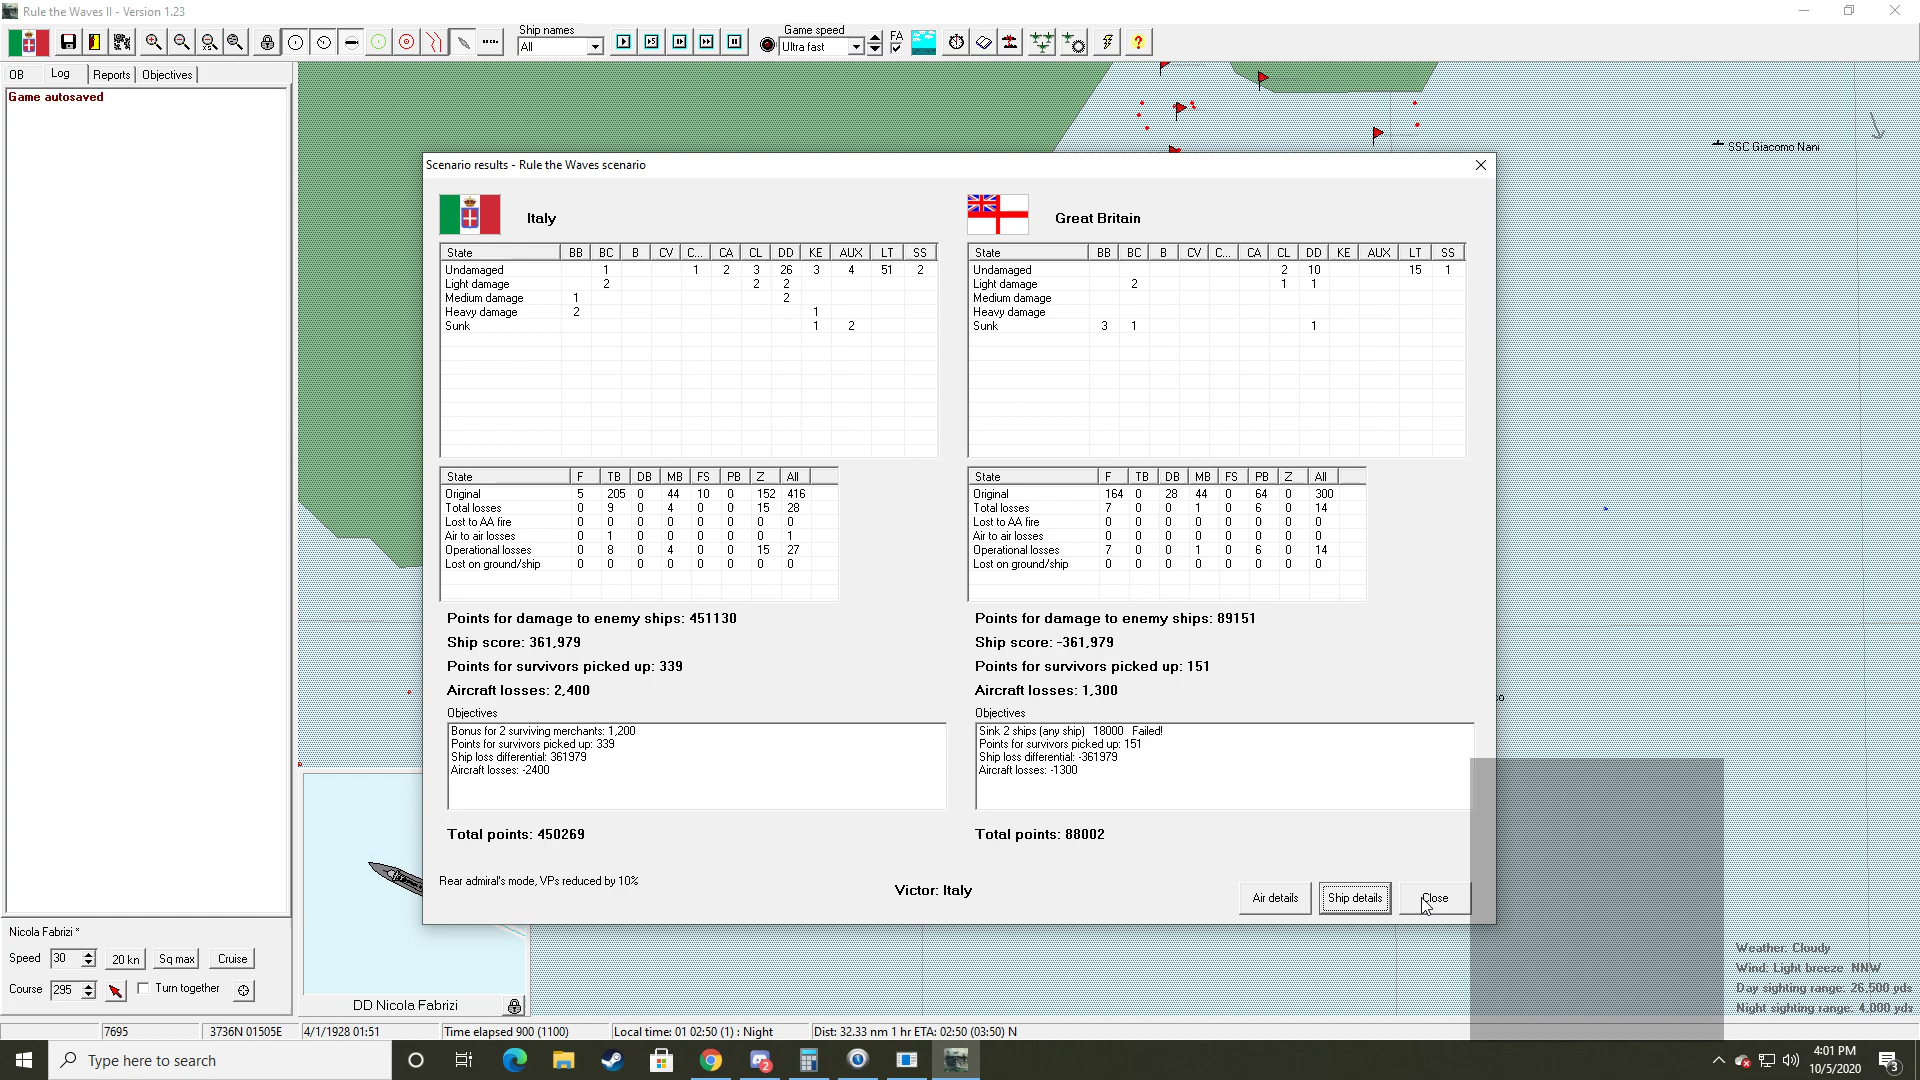 Rule the Waves II - Version 1.23
Ship names
All
Game speed
Ultra fast
FA
OB Log Reports Objectives
Game autosaved
SSC Giacomo Nani
Scenario results - Rule the Waves scenario
Italy
State BB BC B CV C... CA CL DD KE AUX LT SS
Undamaged 1 1 2 3 26 3 4 51 2
Light damage 2 2 2
Medium damage 1 2
Heavy damage 2 1
Sunk 1 2
State F TB DB MB FS PB Z All
Original 5 205 0 44 10 0 152 416
Total losses 0 9 0 4 0 0 15 28
Lost to AA fire 0 0 0 0 0 0 0 0
Air to air losses 0 1 0 0 0 0 0 1
Operational losses 0 8 0 4 0 0 15 27
Lost on ground/ship 0 0 0 0 0 0 0 0
Points for damage to enemy ships: 451130
Ship score: 361,979
Points for survivors picked up: 339
Aircraft losses: 2,400
Objectives
Bonus for 2 surviving merchants: 1,200
Points for survivors picked up: 339
Ship loss differential: 361979
Aircraft losses: -2400
Total points: 450269
Great Britain
State BB BC B CV C... CA CL DD KE AUX LT SS
Undamaged 2 10 15 1
Light damage 2 1 1
Medium damage
Heavy damage
Sunk 3 1 1
State F TB DB MB FS PB Z All
Original 164 0 28 44 0 64 0 300
Total losses 7 0 0 1 0 6 0 14
Lost to AA fire 0 0 0 0 0 0 0 0
Air to air losses 0 0 0 0 0 0 0 0
Operational losses 7 0 0 1 0 6 0 14
Lost on ground/ship 0 0 0 0 0 0 0 0
Points for damage to enemy ships: 89151
Ship score: -361,979
Points for survivors picked up: 151
Aircraft losses: 1,300
Objectives
Sink 2 ships (any ship) 18000 Failed!
Points for survivors picked up: 151
Ship loss differential: -361979
Aircraft losses: -1300
Total points: 88002
Rear admiral's mode, VPs reduced by 10%
Victor: Italy
Air details Ship details Close
Nicola Fabrizi *
Speed 30 20 kn Sq max Cruise
Course 295 Turn together
DD Nicola Fabrizi
Weather: Cloudy
Wind: Light breeze NNW
Day sighting range: 26,500 yds
Night sighting range: 4,000 yds
7695 3736N 01505E 4/1/1928 01:51 Time elapsed 900 (1100) Local time: 01 02:50 (1) : Night Dist: 32.33 nm 1 hr ETA: 02:50 (03:50) N
Type here to search
2
4:01 PM
10/5/2020
3